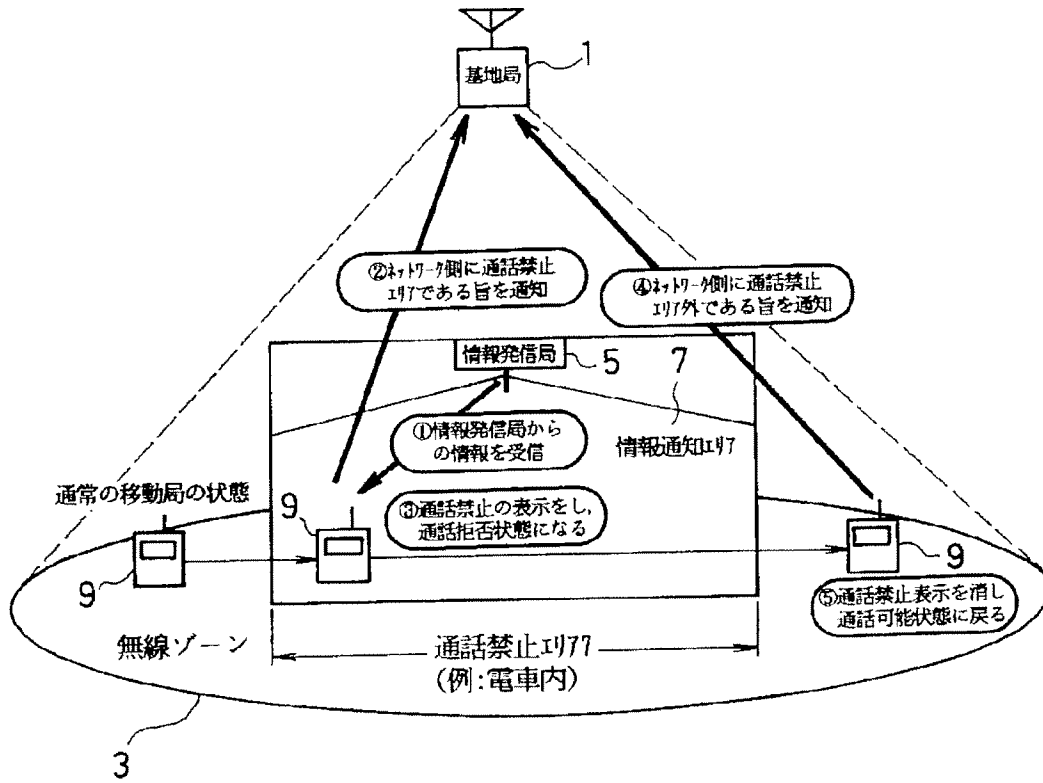 基地局
1
②ネットワーク側に通話禁止
エリアである旨を通知
④ネットワーク側に通話禁止
エリア外である旨を通知
情報発信局
5
7
①情報発信局から
の情報を受信
情報通知エリア
通常の移動局の状態
9
③通話禁止の表示をし,
通話拒否状態になる
9
9
⑤通話禁止表示を消し
通話可能状態に戻る
無線ゾーン
通話禁止エリア7
(例:電車内)
3